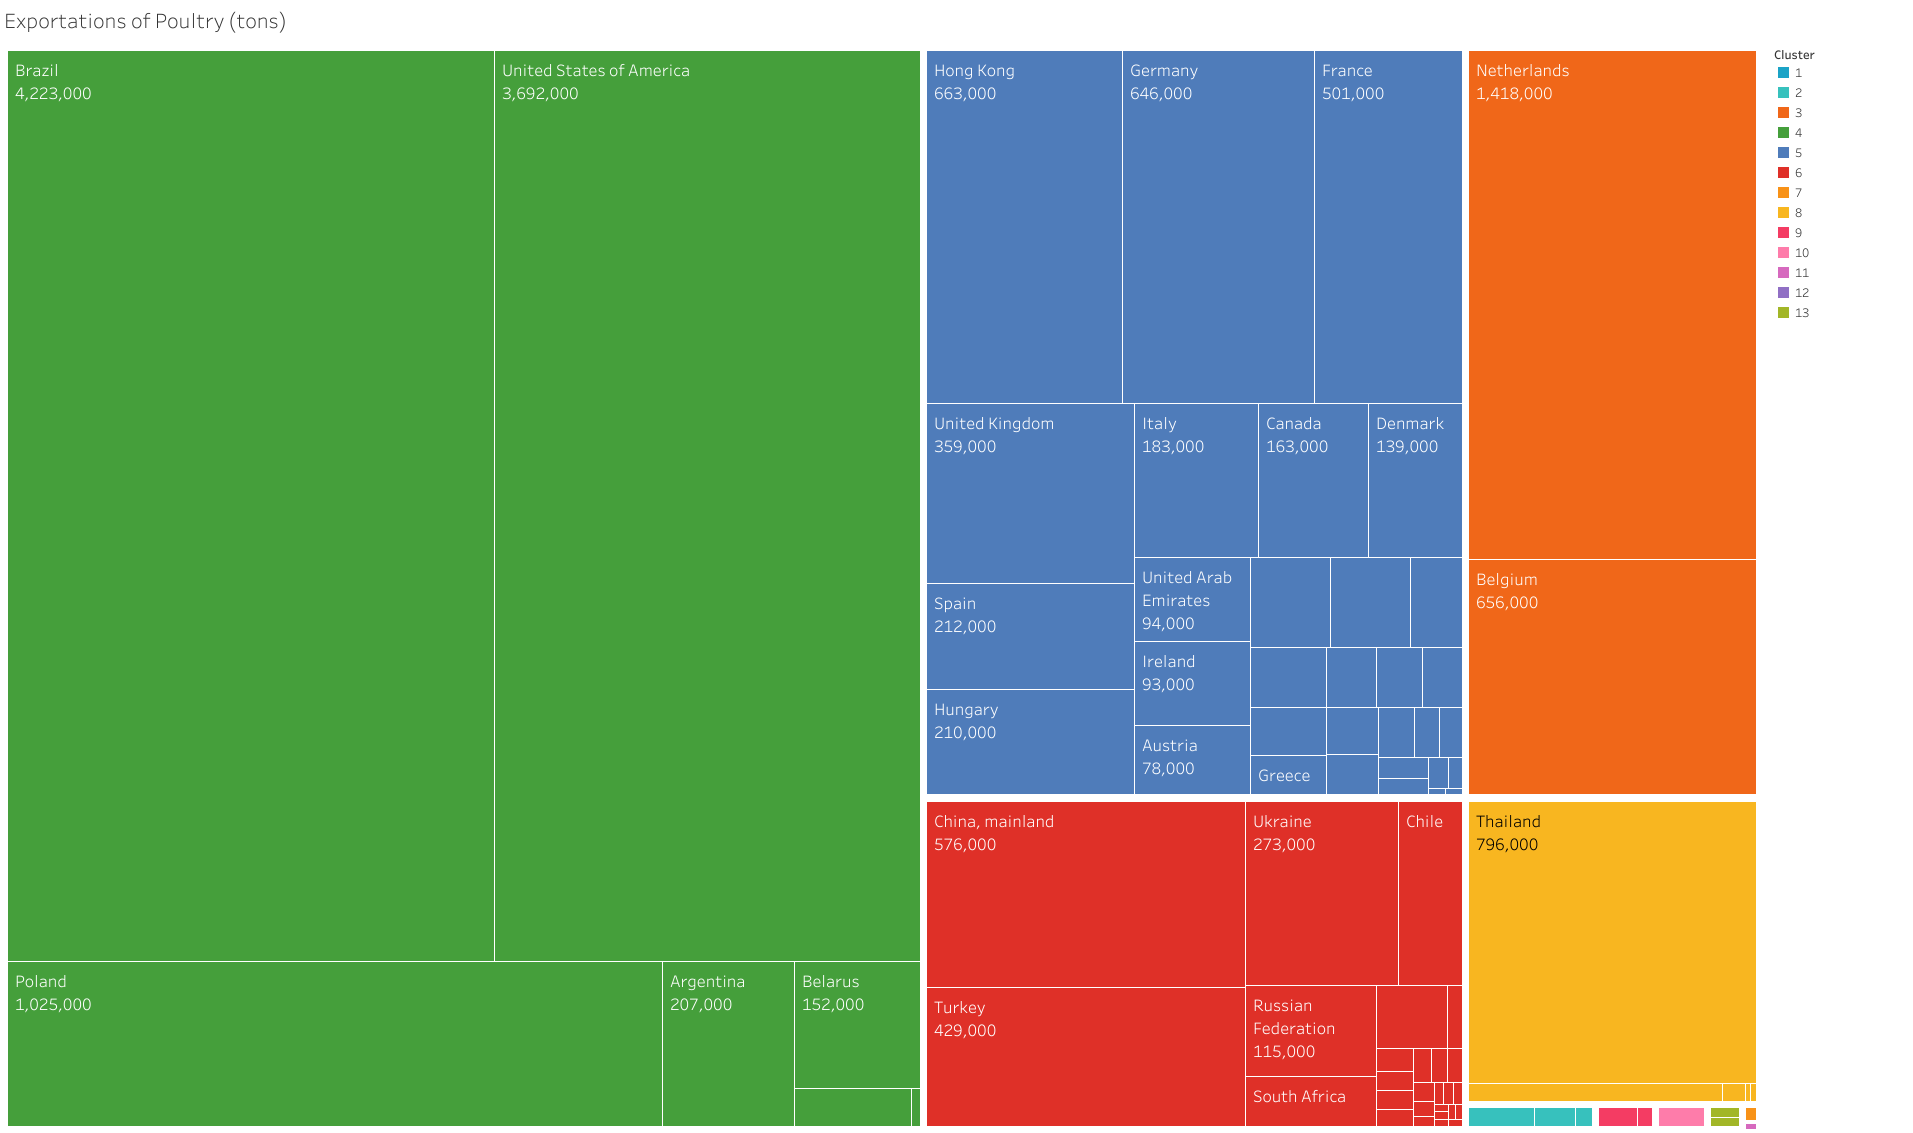 Exportations of Poultry (tons)
Brazil
4,223,000
United States of America
3,692,000
Poland
1,025,000
Argentina
207,000
Belarus
152,000
Hong Kong
663,000
Germany
646,000
France
501,000
United Kingdom
359,000
Italy
183,000
Canada
163,000
Denmark
139,000
Spain
212,000
Hungary
210,000
United Arab
Emirates
94,000
Ireland
93,000
Austria
78,000
Greece
China, mainland
576,000
Turkey
429,000
Ukraine
273,000
Chile
Russian
Federation
115,000
South Africa
Netherlands
1,418,000
Belgium
656,000
Thailand
796,000
Cluster
1
2
3
4
5
6
7
8
9
10
11
12
13